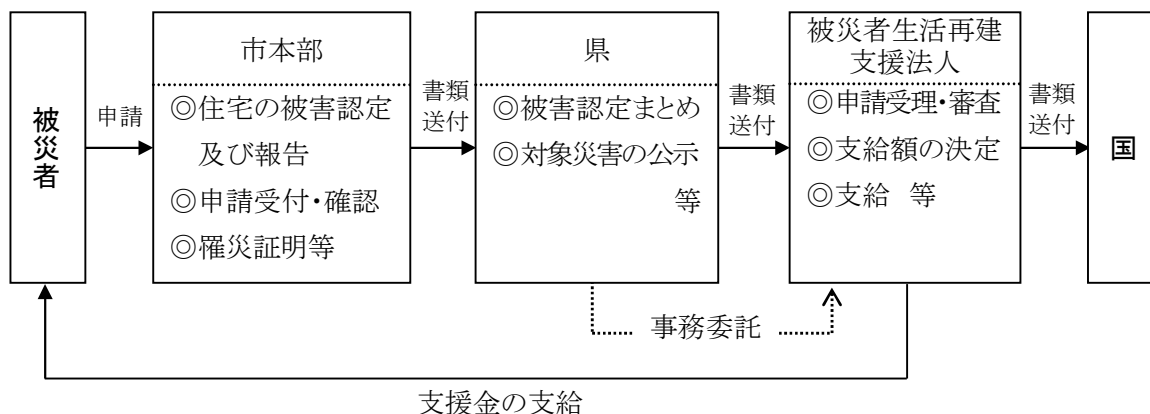 被災者
申請
市本部
◎住宅の被害認定
及び報告
◎申請受付・確認
◎罹災証明等
書類
送付
県
◎被害認定まとめ
◎対象災害の公示
等
書類
送付
被災者生活再建
支援法人
◎申請受理・審査
◎支給額の決定
◎支給 等
書類
送付
国
事務委託
支援金の支給